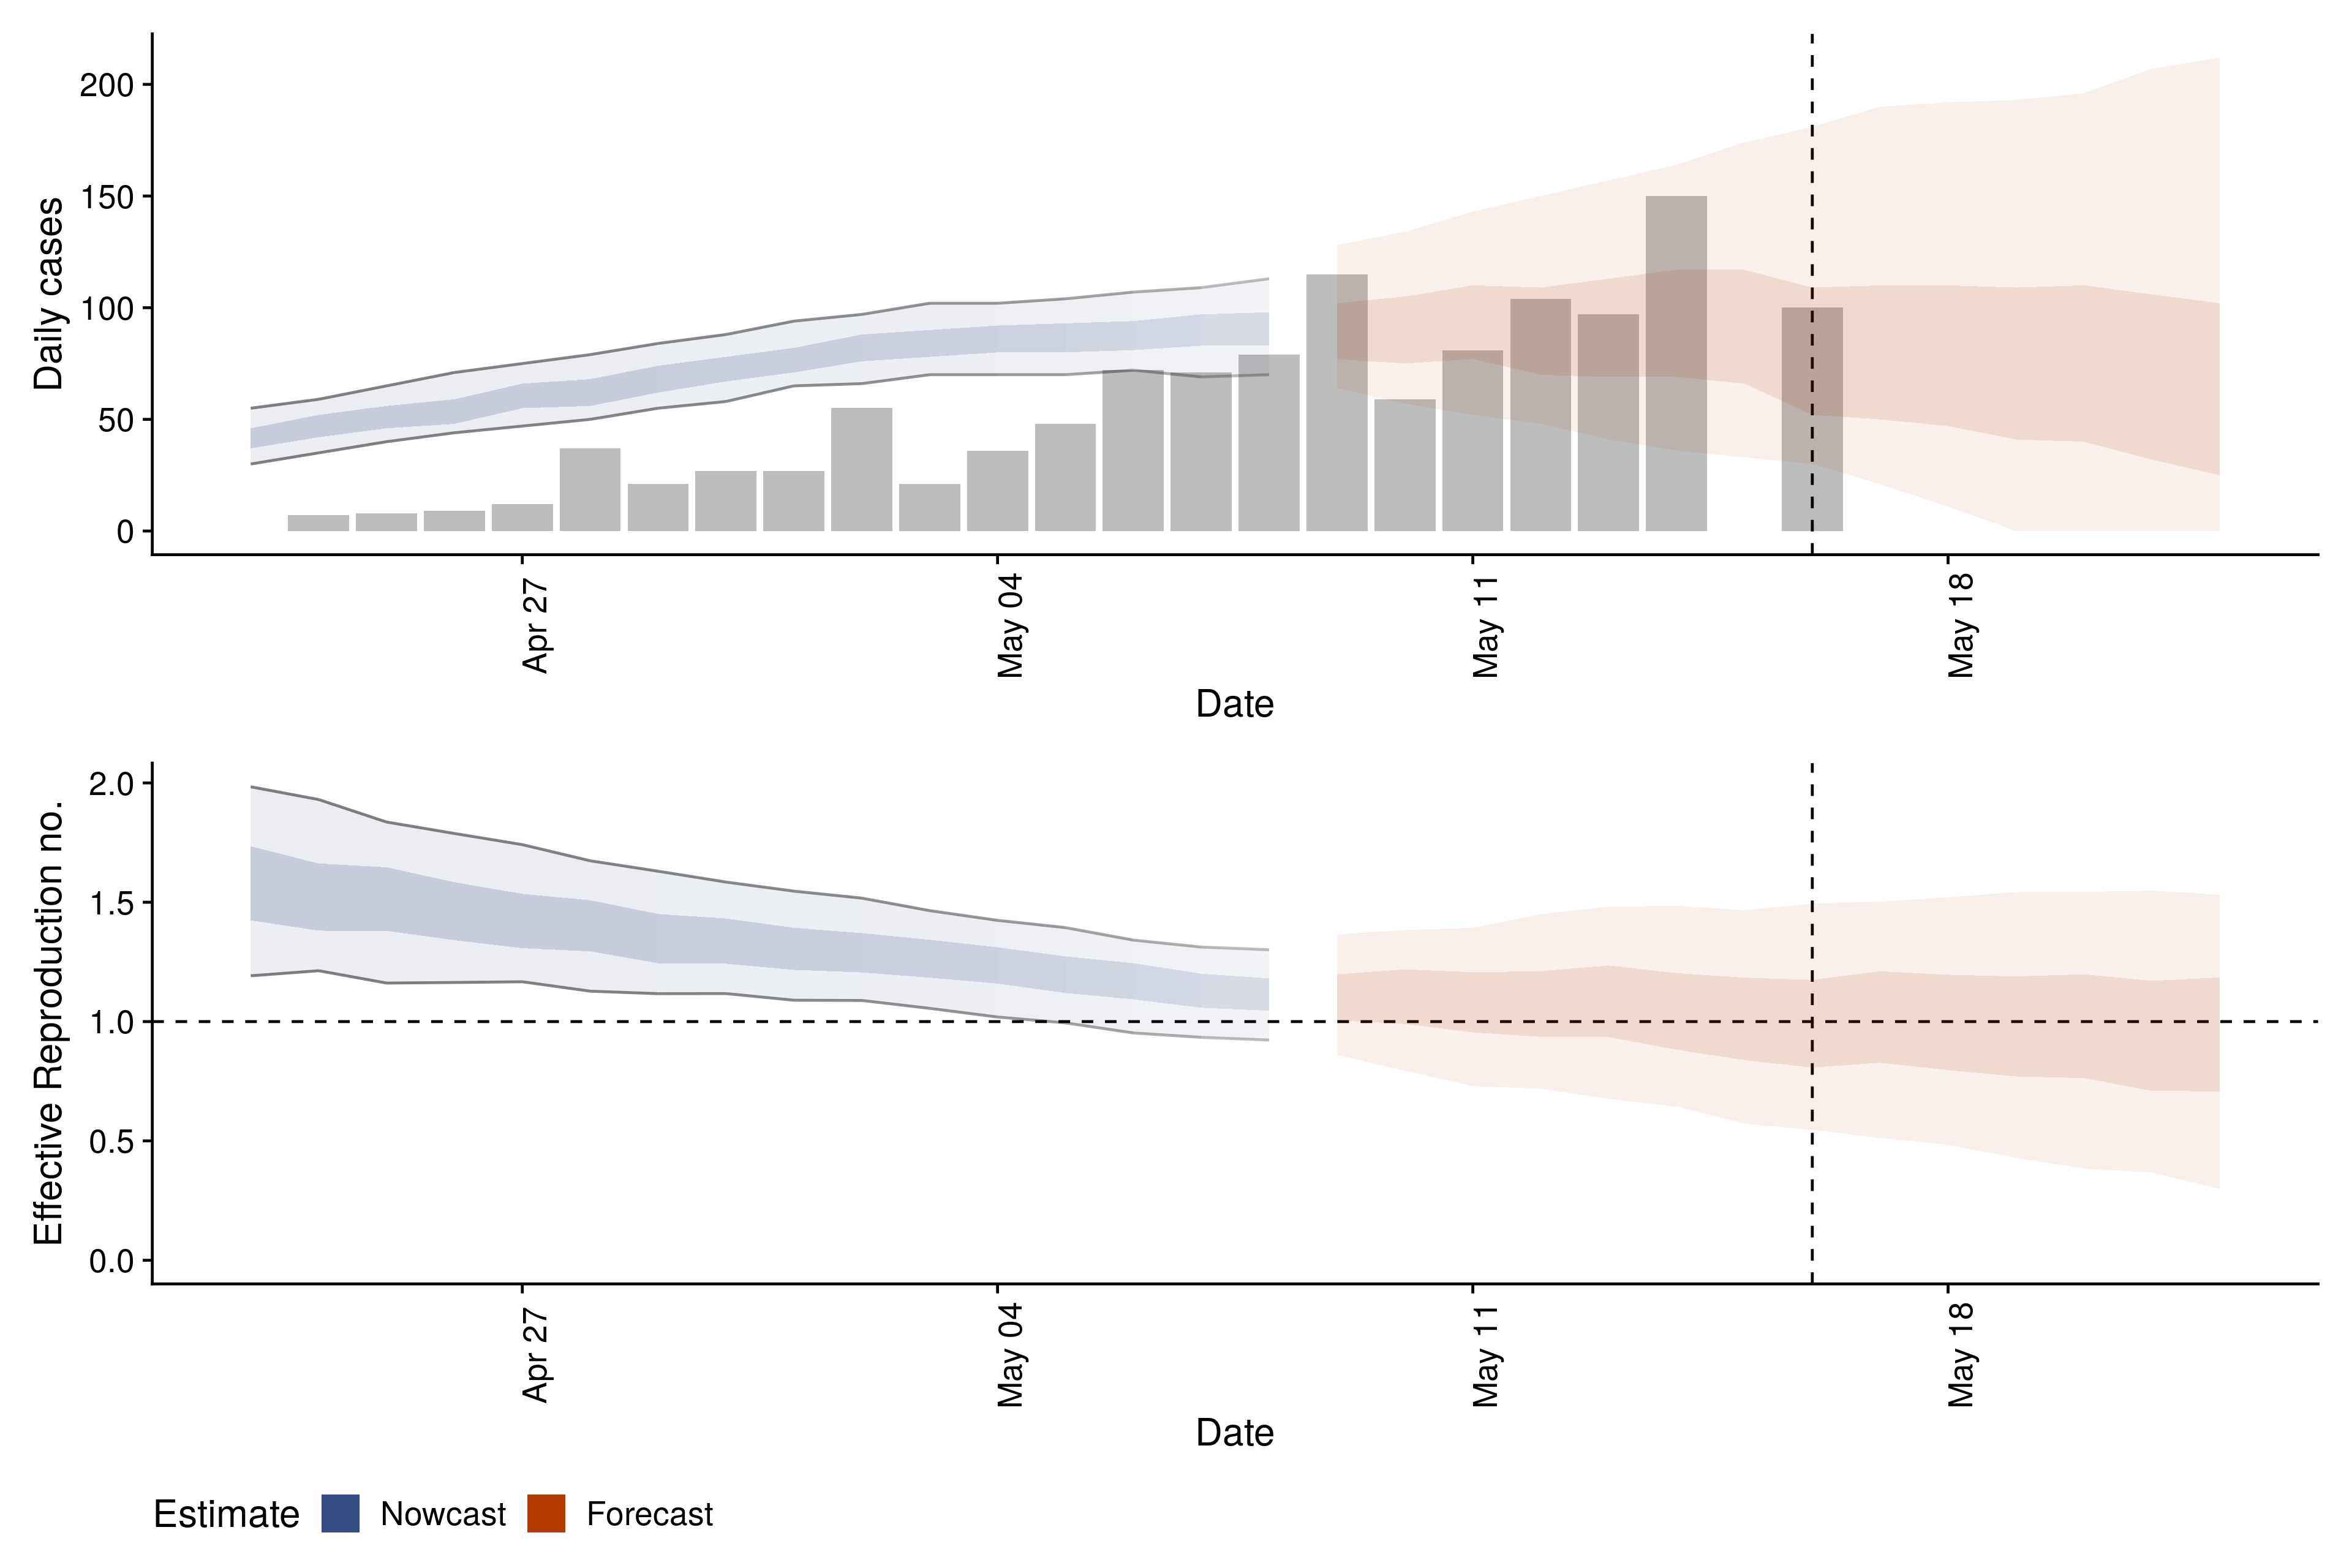 Daily cases
200
150
100
50
0
Apr 27
May 04
May 11
May 18
Date
Effective Reproduction no.
2.0
1.5
1.0
0.5
0.0
Apr 27
May 04
May 11
May 18
Date
Estimate Nowcast Forecast